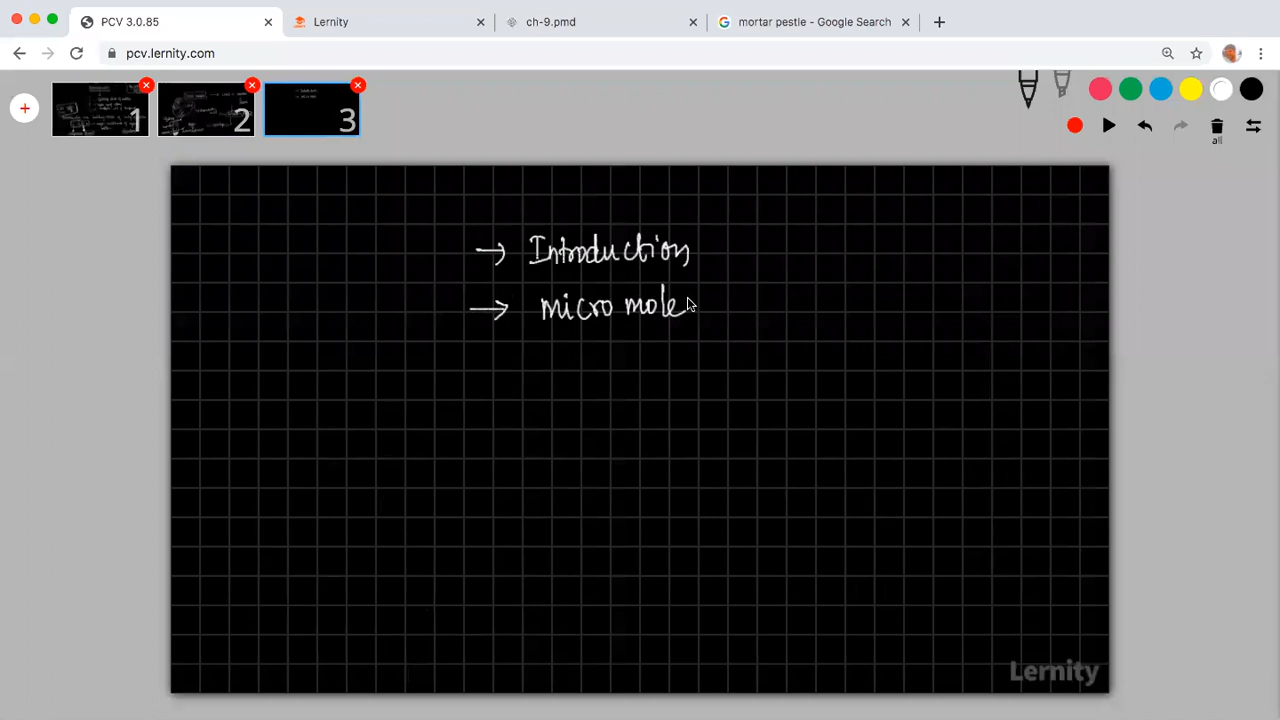 PCV 3.0.85
Lernity
ch-9.pmd
mortar pestle - Google Search
pcv.lernity.com
1
2
3
all
→ Introduction
→ micro mole
Lernity